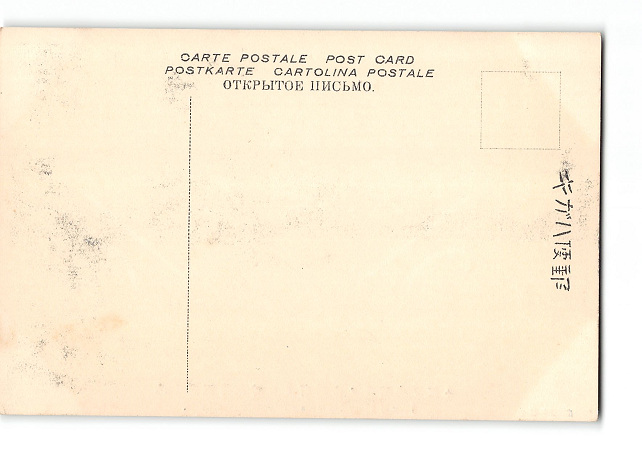 CARTE POSTALE POST CARD
POSTKARTE CARTOLINA POSTALE
ОТКРЫТОЕ ПИСЬМО.
郵便ハガキ